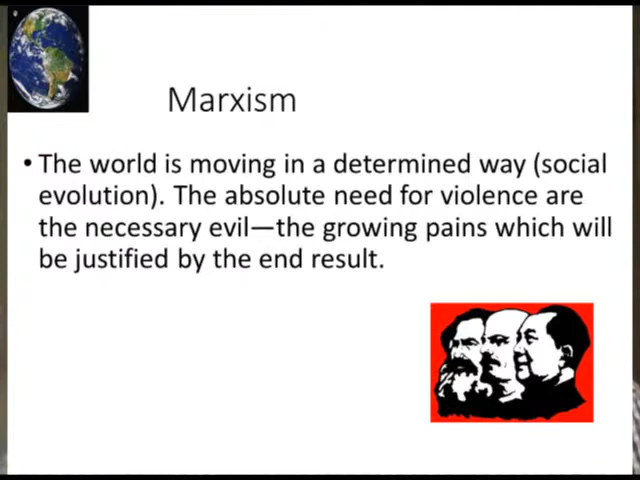 Marxism
• The world is moving in a determined way (social
evolution). The absolute need for violence are
the necessary evil—the growing pains which will
be justified by the end result.